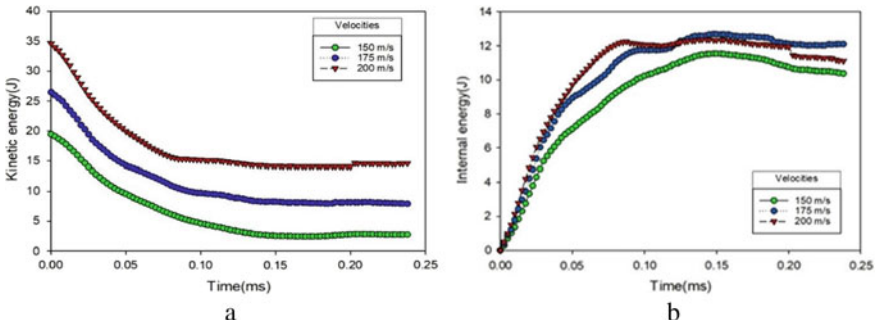 40
35
30
25
20
15
10
5
0
Kinetic energy(J)
Velocities
150 m/s
175 m/s
200 m/s
0.00 0.05 0.10 0.15 0.20 0.25
Time(ms)
a
14
12
10
8
6
4
2
0
Internal energy(J)
Velocities
150 m/s
175 m/s
200 m/s
0.00 0.05 0.10 0.15 0.20 0.25
Time(ms)
b